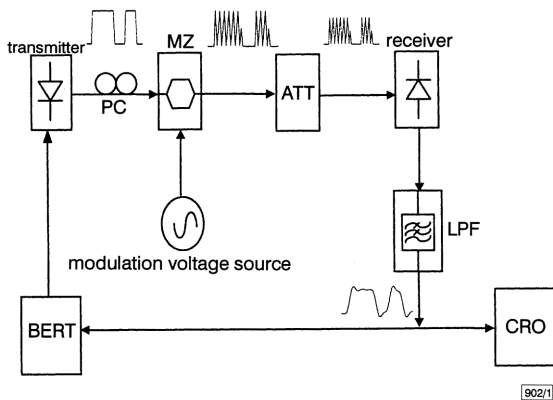 transmitter
PC
MZ
ATT
receiver
LPF
modulation voltage source
BERT
CRO
902/1